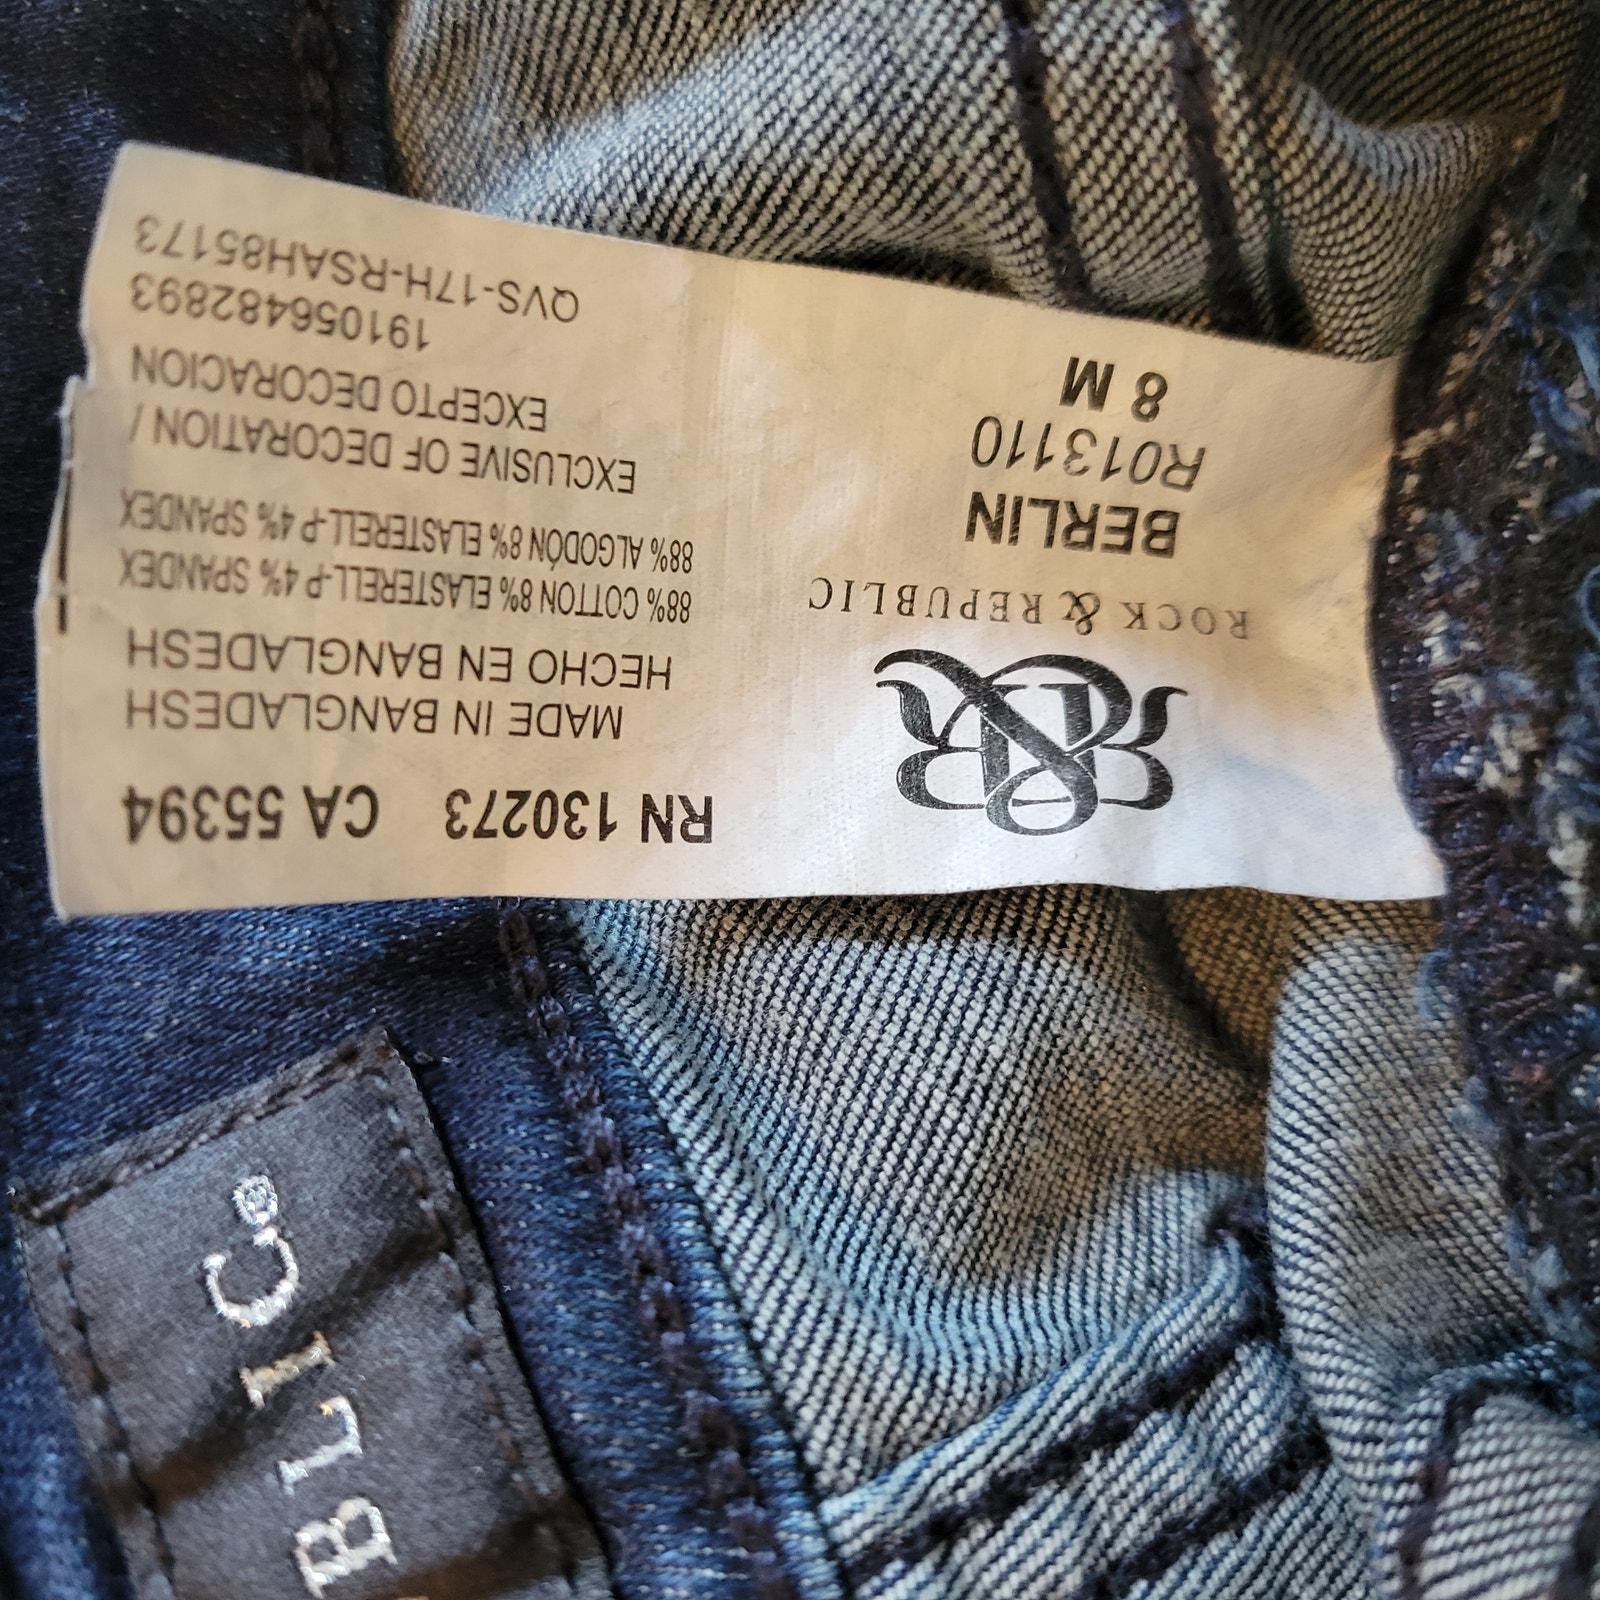 R&R
ROCK & REPUBLIC
BERLIN
R013110
8 M
RN 130273 CA 55394
MADE IN BANGLADESH
HECHO EN BANGLADESH
88% COTTON 8% ELASTERELL-P 4% SPANDEX
88% ALGODÓN 8% ELASTERELL-P 4% SPANDEX
EXCLUSIVE OF DECORATION /
EXCEPTO DECORACION
191056482893
QVS-17H-RSAH85173
BLIC